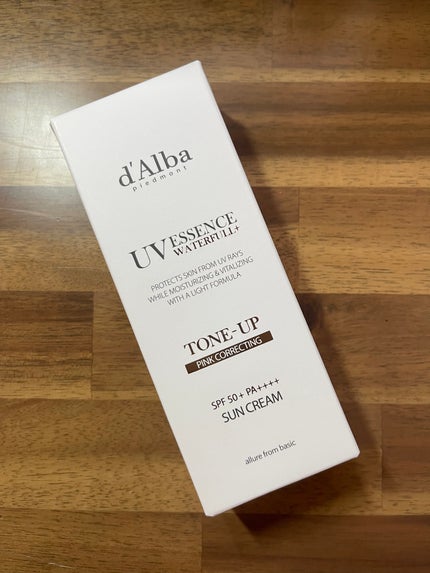 d'Alba
piedmont
UV ESSENCE
WATERFULL+
PROTECTS SKIN FROM UV RAYS
WHILE MOISTURIZING & VITALIZING
WITH A LIGHT FORMULA
TONE-UP
PINK CORRECTING
SPF 50+ PA++++
SUN CREAM
allure from basic